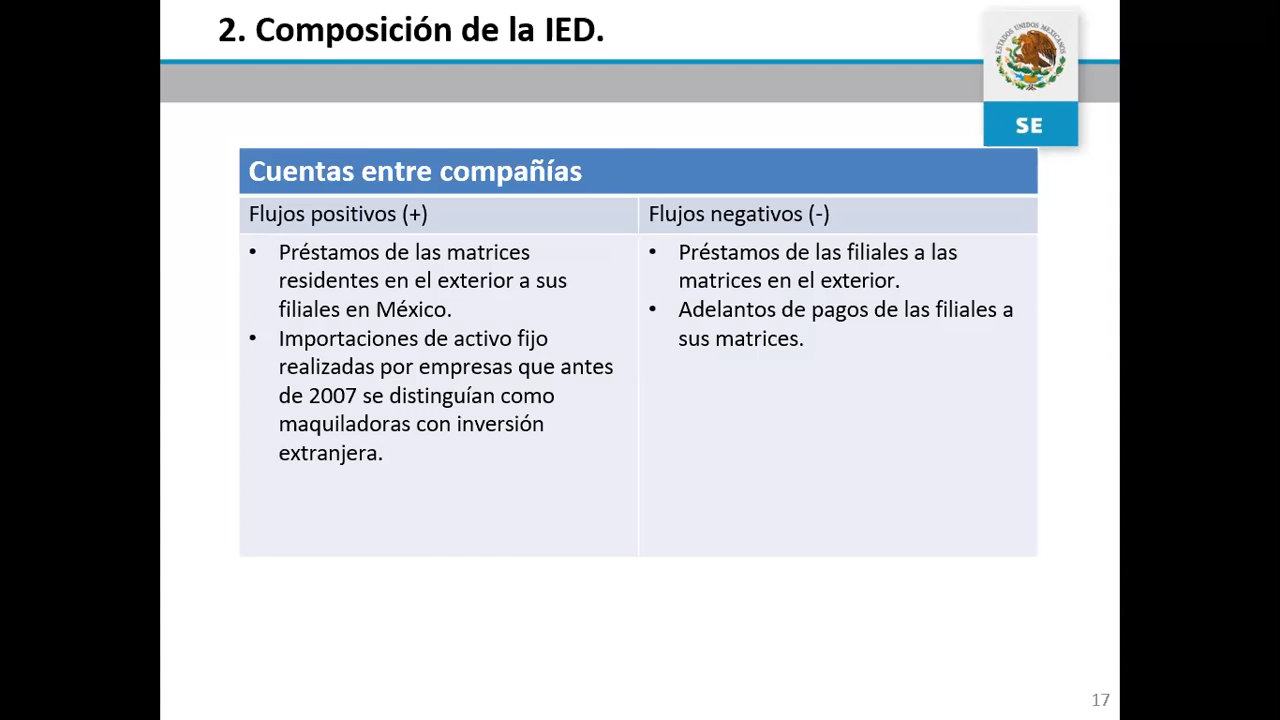 2. Composición de la IED.
ESTADOS UNIDOS MEXICANOS
SE
Cuentas entre compañías
Flujos positivos (+)
Flujos negativos (-)
• Préstamos de las matrices
residentes en el exterior a sus
filiales en México.
• Importaciones de activo fijo
realizadas por empresas que antes
de 2007 se distinguían como
maquiladoras con inversión
extranjera.
• Préstamos de las filiales a las
matrices en el exterior.
• Adelantos de pagos de las filiales a
sus matrices.
17